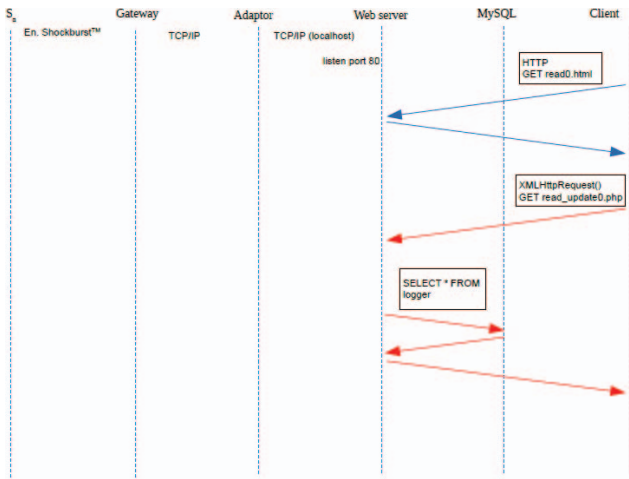 Sn Gateway Adaptor Web server MySQL Client
En. Shockburst™ TCP/IP TCP/IP (localhost)
listen port 80
HTTP
GET read0.html
XMLHttpRequest()
GET read_update0.php
SELECT * FROM
logger